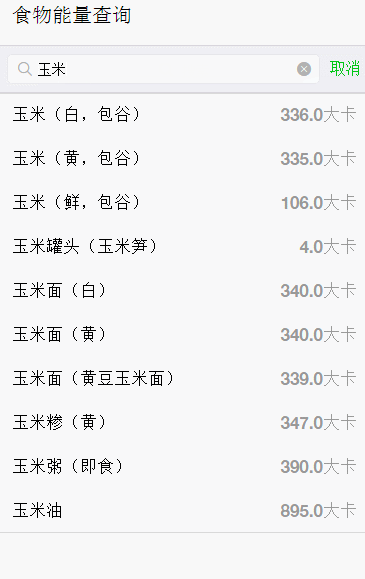 食物能量查询
玉米 取消
玉米（白，包谷） 336.0大卡
玉米（黄，包谷） 335.0大卡
玉米（鲜，包谷） 106.0大卡
玉米罐头（玉米笋） 4.0大卡
玉米面（白） 340.0大卡
玉米面（黄） 340.0大卡
玉米面（黄豆玉米面） 339.0大卡
玉米糁（黄） 347.0大卡
玉米粥（即食） 390.0大卡
玉米油 895.0大卡